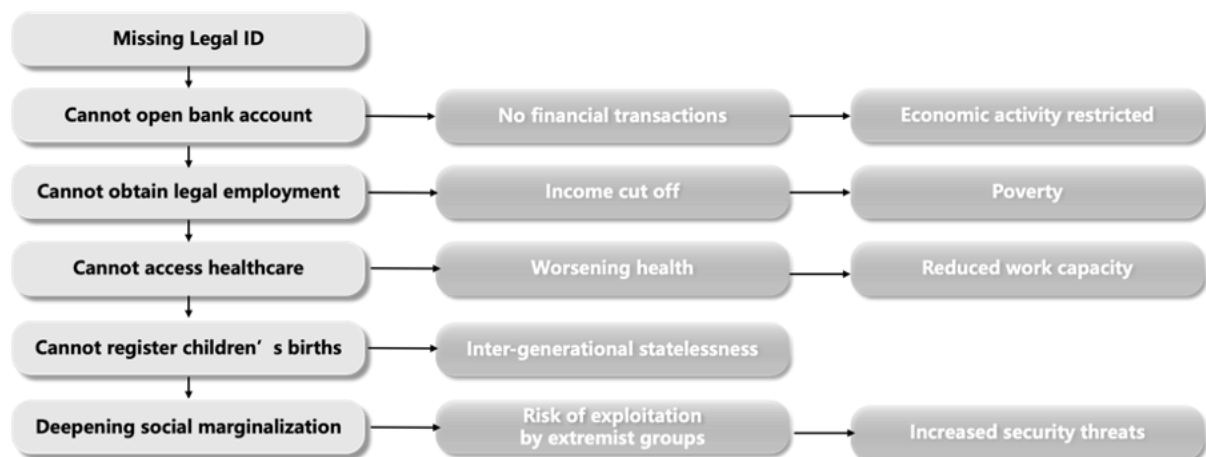 Missing Legal ID
Cannot open bank account
No financial transactions
Economic activity restricted
Cannot obtain legal employment
Income cut off
Poverty
Cannot access healthcare
Worsening health
Reduced work capacity
Cannot register children’s births
Inter-generational statelessness
Deepening social marginalization
Risk of exploitation
by extremist groups
Increased security threats